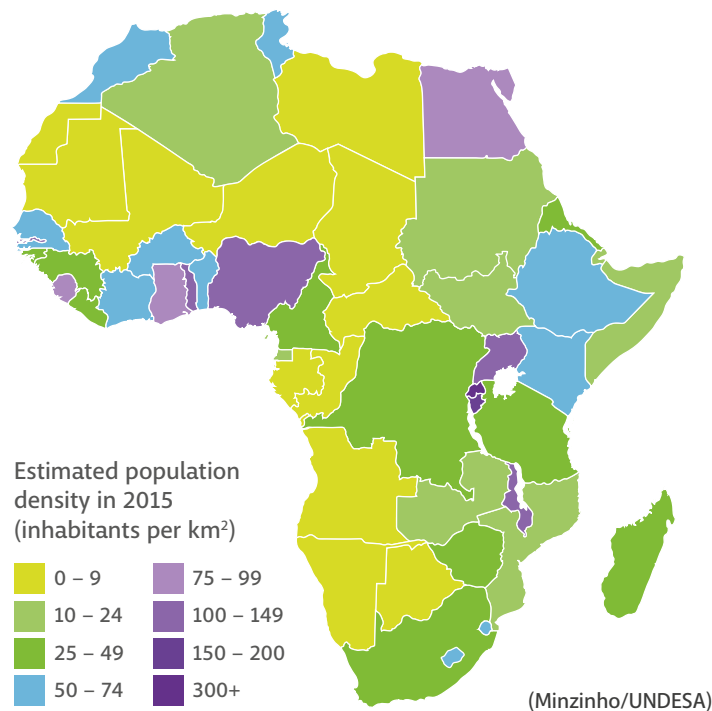 Estimated population
density in 2015
(inhabitants per km²)
0 – 9
10 – 24
25 – 49
50 – 74
75 – 99
100 – 149
150 – 200
300+
(Minzinho/UNDESA)